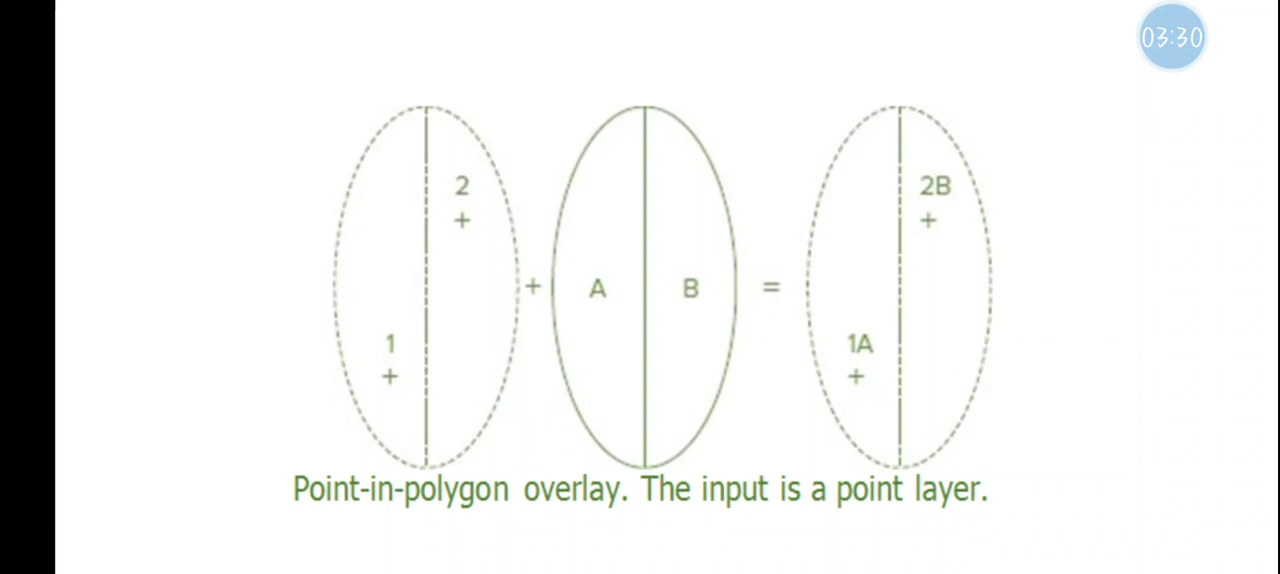 03:30
2
+
1
+
+
A B
=
2B
+
1A
+
Point-in-polygon overlay. The input is a point layer.